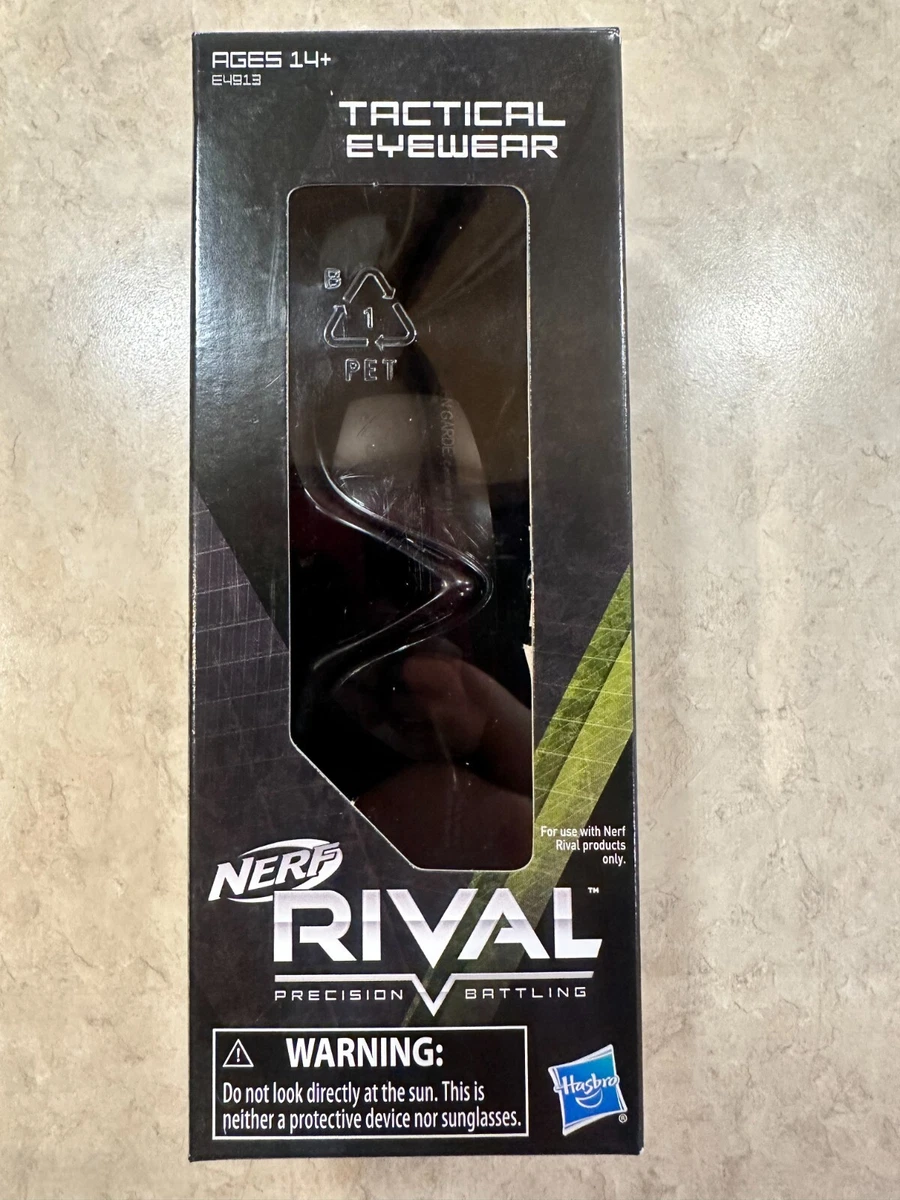 AGES 14+
E4913
TACTICAL
EYEWEAR
B
1
PET
For use with Nerf
Rival products
only.
NERF
RIVAL™
PRECISION BATTLING
⚠ WARNING:
Do not look directly at the sun. This is
neither a protective device nor sunglasses.
Hasbro
®